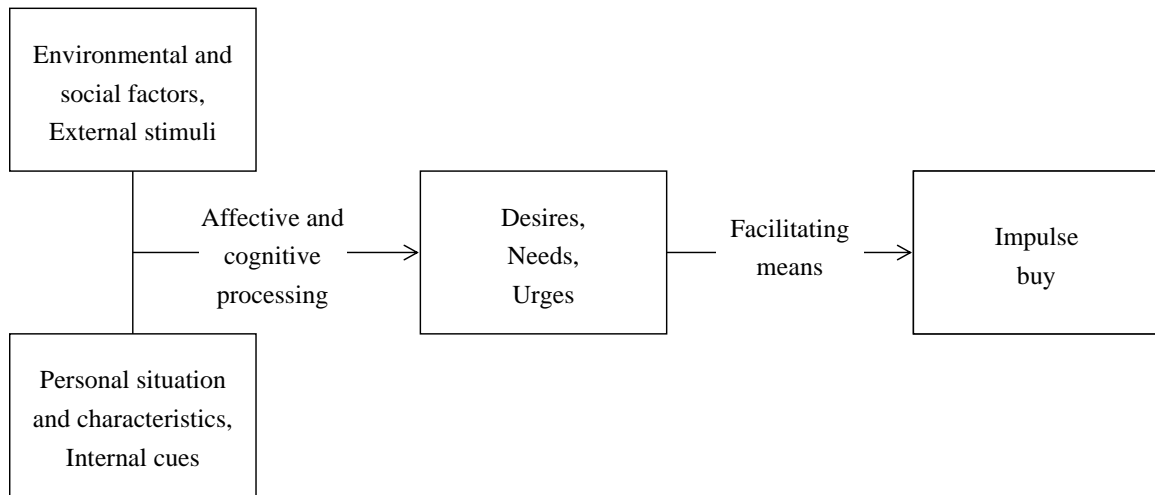 Environmental and
social factors,
External stimuli
Affective and
cognitive
processing
Desires,
Needs,
Urges
Facilitating
means
Impulse
buy
Personal situation
and characteristics,
Internal cues